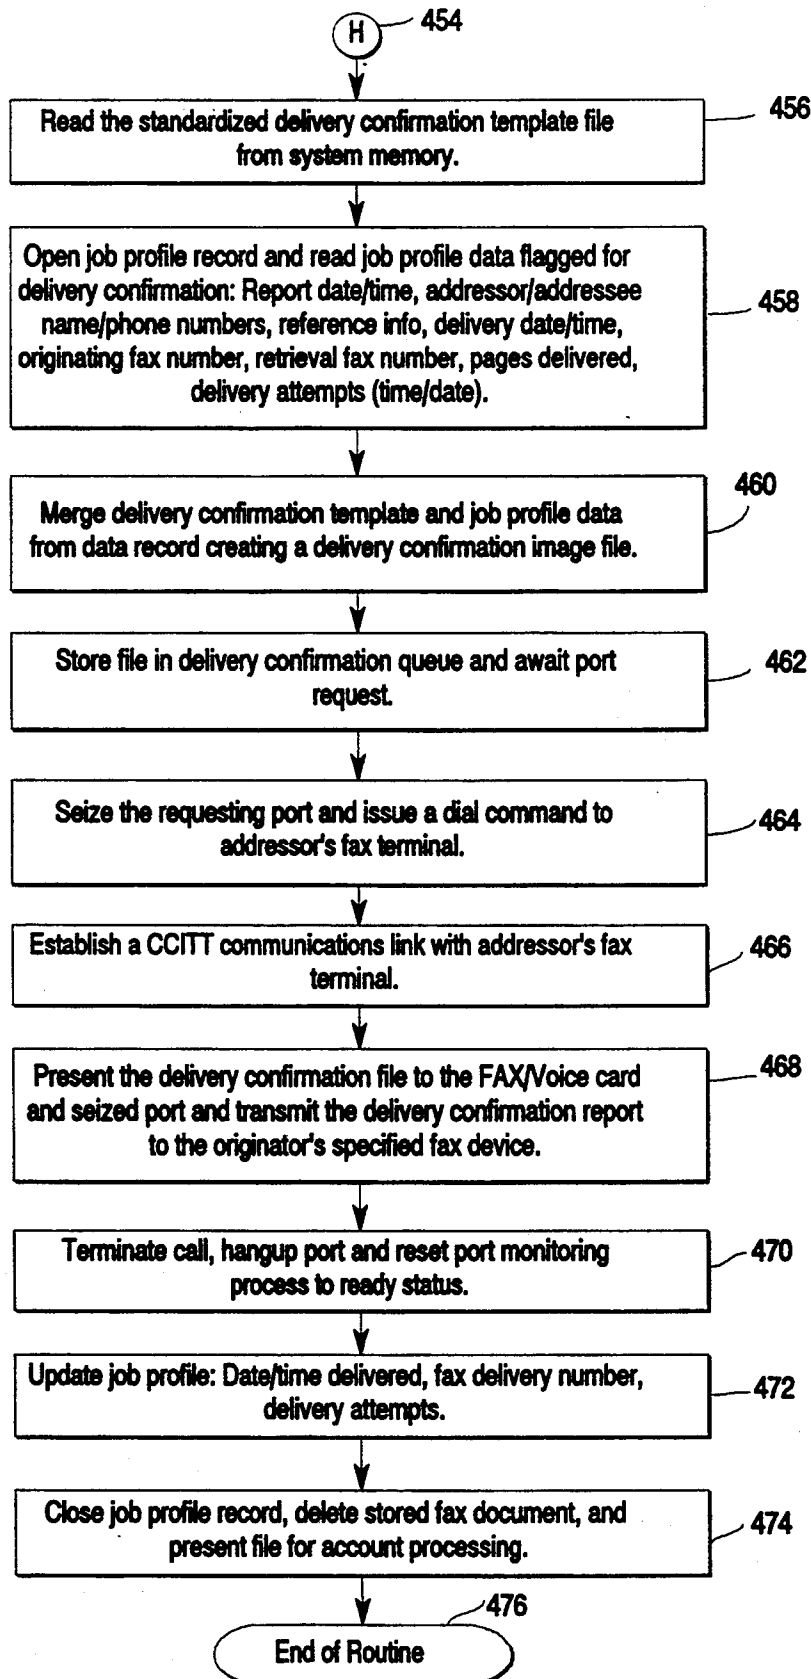 H
454
Read the standardized delivery confirmation template file
from system memory.
456
Open job profile record and read job profile data flagged for
delivery confirmation: Report date/time, addressor/addressee
name/phone numbers, reference info, delivery date/time,
originating fax number, retrieval fax number, pages delivered,
delivery attempts (time/date).
458
Merge delivery confirmation template and job profile data
from data record creating a delivery confirmation image file.
460
Store file in delivery confirmation queue and await port
request.
462
Seize the requesting port and issue a dial command to
addressor's fax terminal.
464
Establish a CCITT communications link with addressor's fax
terminal.
466
Present the delivery confirmation file to the FAX/Voice card
and seized port and transmit the delivery confirmation report
to the originator's specified fax device.
468
Terminate call, hangup port and reset port monitoring
process to ready status.
470
Update job profile: Date/time delivered, fax delivery number,
delivery attempts.
472
Close job profile record, delete stored fax document, and
present file for account processing.
474
476
End of Routine